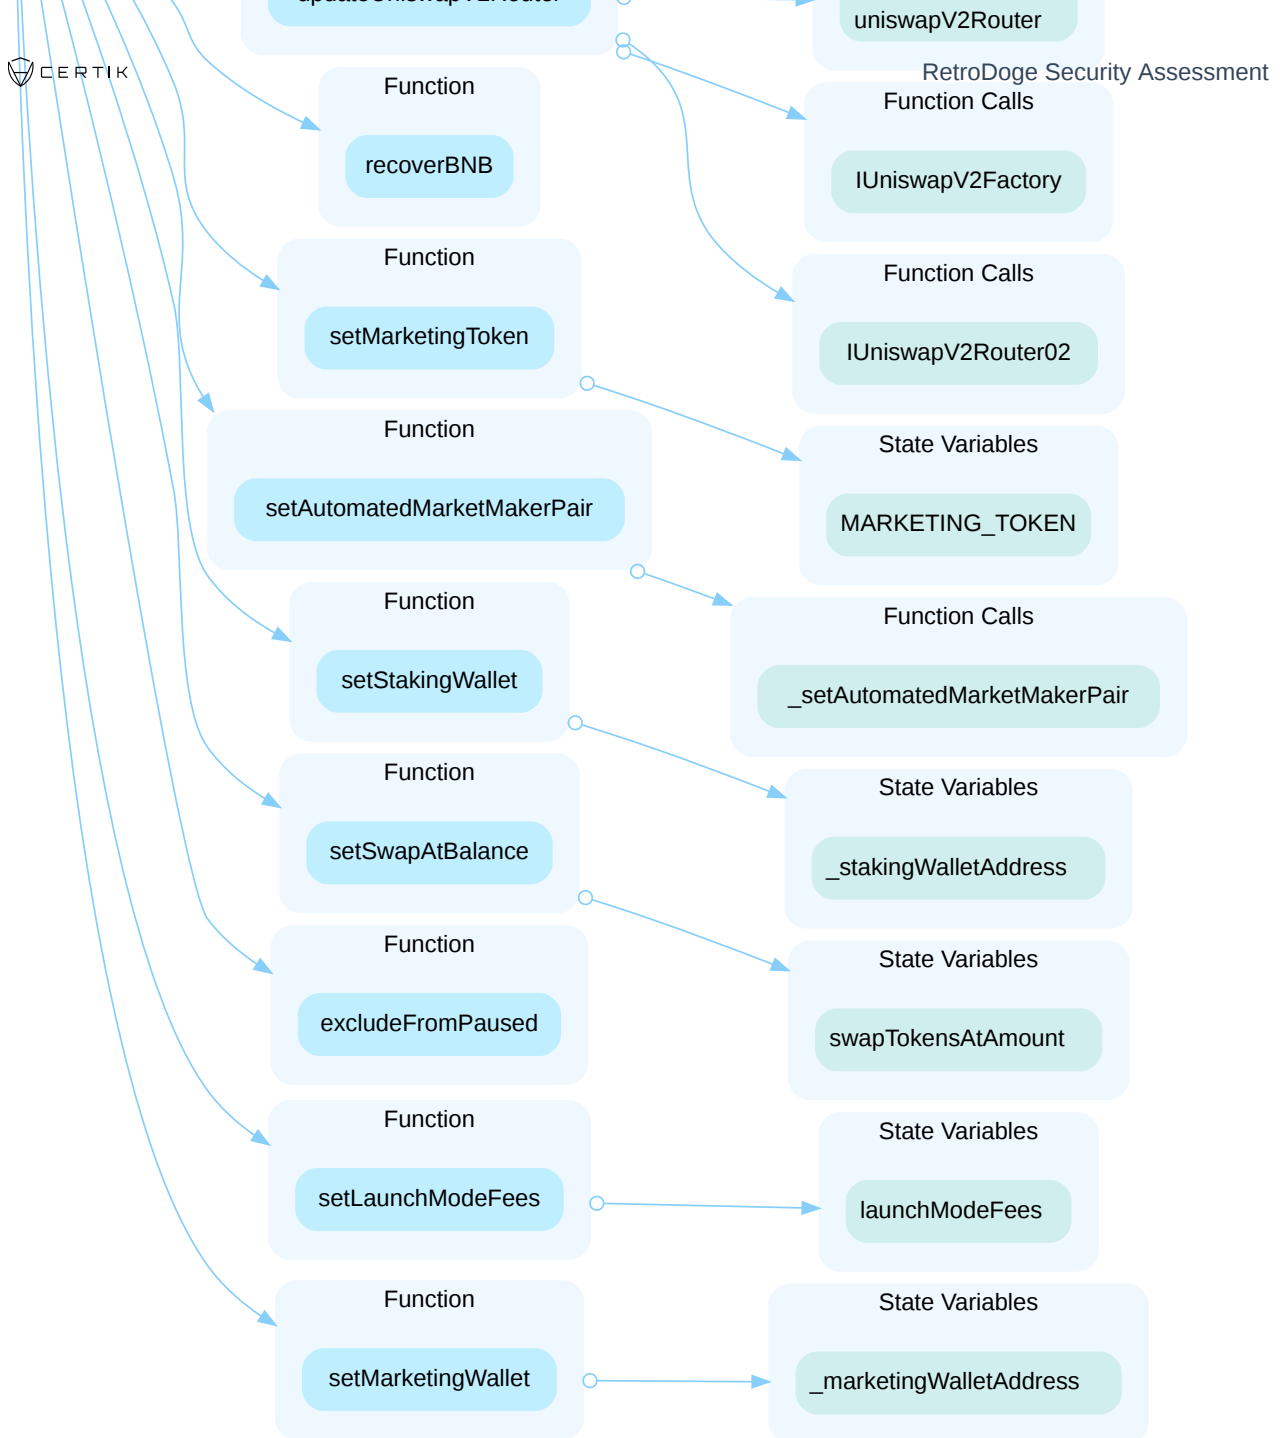 uniswapV2Router
CERTIK
RetroDoge Security Assessment
Function
recoverBNB
Function Calls
IUniswapV2Factory
Function
setMarketingToken
Function Calls
IUniswapV2Router02
Function
setAutomatedMarketMakerPair
State Variables
MARKETING_TOKEN
Function
setStakingWallet
Function Calls
_setAutomatedMarketMakerPair
Function
setSwapAtBalance
State Variables
_stakingWalletAddress
Function
excludeFromPaused
State Variables
swapTokensAtAmount
Function
setLaunchModeFees
State Variables
launchModeFees
Function
setMarketingWallet
State Variables
_marketingWalletAddress